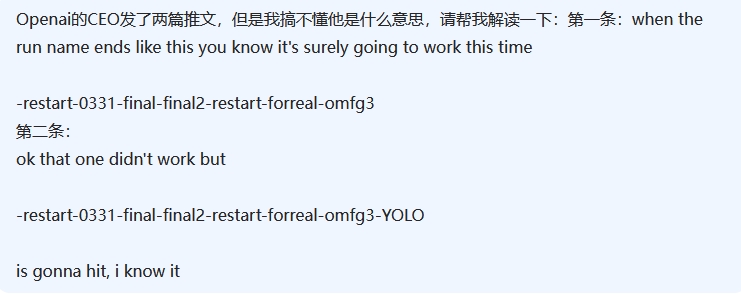 Openai的CEO发了两篇推文，但是我搞不懂他是什么意思，请帮我解读一下：第一条：when the
run name ends like this you know it's surely going to work this time
-restart-0331-final-final2-restart-forreal-omfg3
第二条：
ok that one didn't work but
-restart-0331-final-final2-restart-forreal-omfg3-YOLO
is gonna hit, i know it